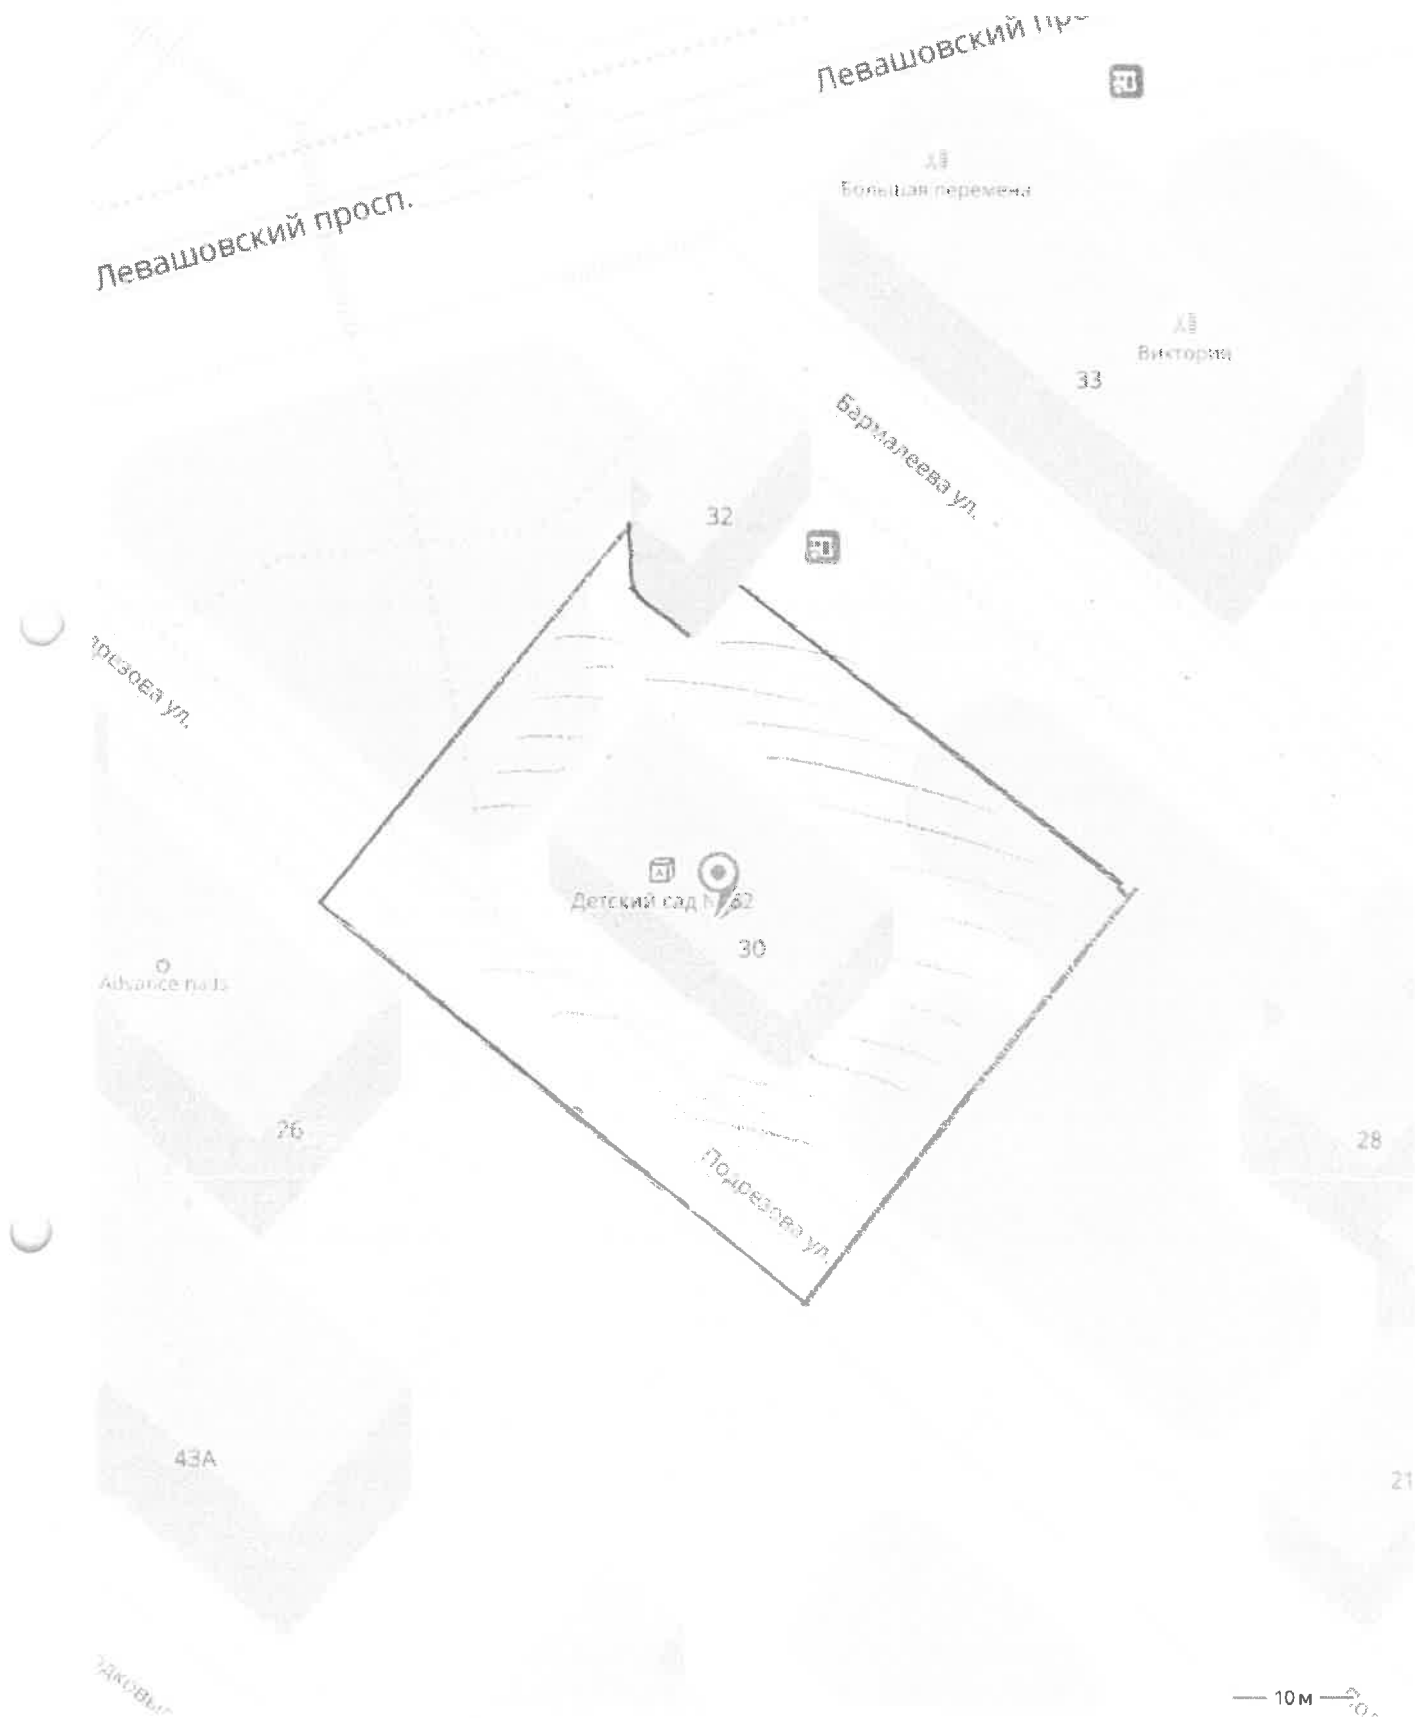 Левашовский
Большая перемена
Левашовский просп.
Виктория
33
Бармалеева ул.
32
Детский сад
30
Advance nails
26
28
Подрезова ул.
43А
21
10 м